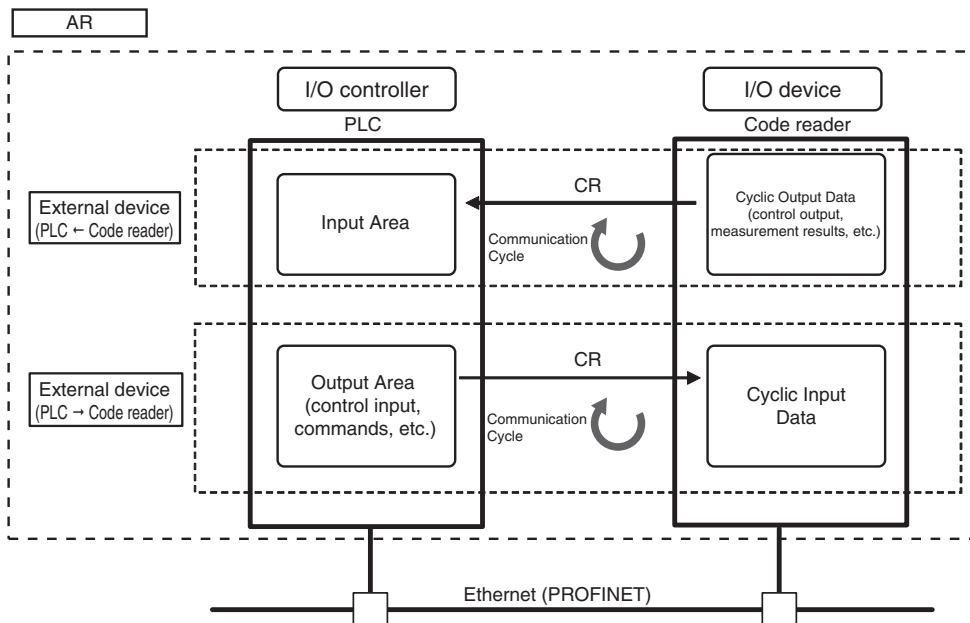 AR
I/O controller
I/O device
PLC
Code reader
External device
(PLC ← Code reader)
Input Area
CR
Communication
Cycle
Cyclic Output Data
(control output,
measurement results, etc.)
External device
(PLC → Code reader)
Output Area
(control input,
commands, etc.)
CR
Communication
Cycle
Cyclic Input
Data
Ethernet (PROFINET)